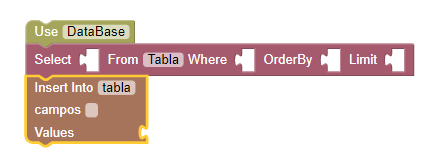 Use DataBase
Select From Tabla Where OrderBy Limit
Insert Into tabla
campos
Values